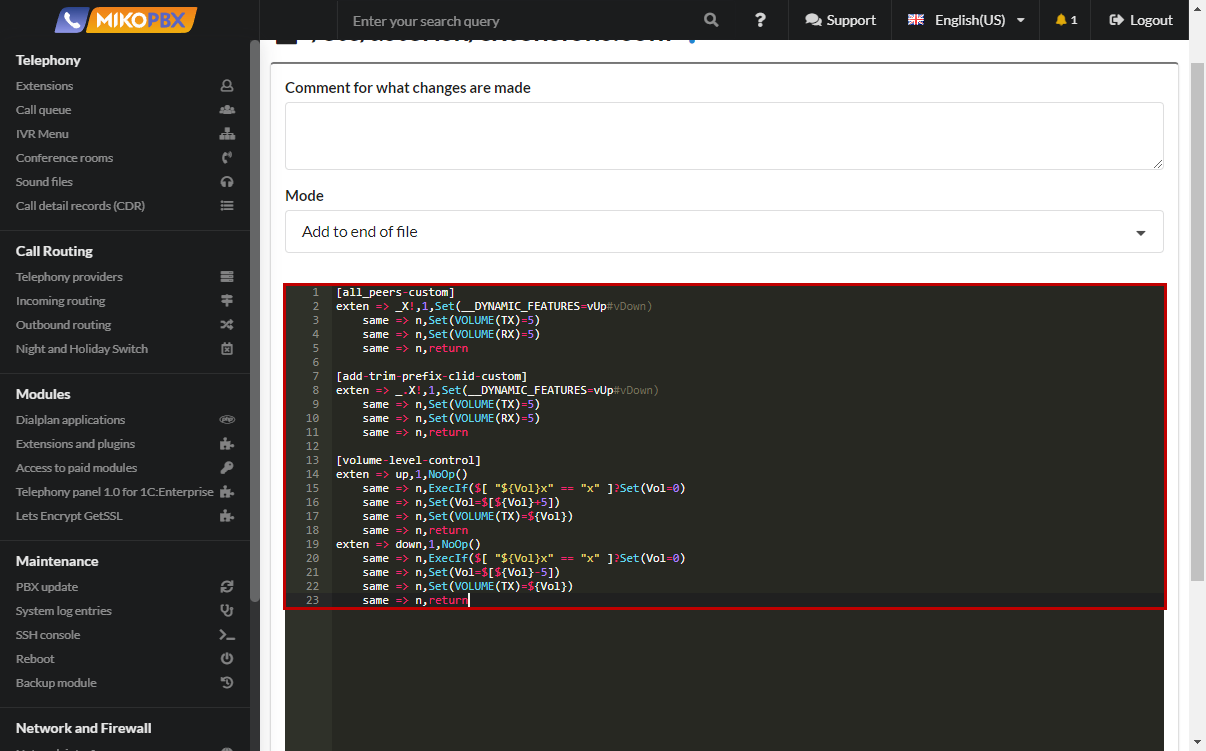 MIKOPBX
Enter your search query
?
Support
English(US)
1
Logout
Telephony
Extensions
Call queue
IVR Menu
Conference rooms
Sound files
Call detail records (CDR)
Call Routing
Telephony providers
Incoming routing
Outbound routing
Night and Holiday Switch
Modules
Dialplan applications
Extensions and plugins
Access to paid modules
Telephony panel 1.0 for 1C:Enterprise
Lets Encrypt GetSSL
Maintenance
PBX update
System log entries
SSH console
Reboot
Backup module
Network and Firewall
Comment for what changes are made
Mode
Add to end of file
1 [all_peers-custom]
2 exten => _X!,1,Set(__DYNAMIC_FEATURES=vUp#vDown)
3 same => n,Set(VOLUME(TX)=5)
4 same => n,Set(VOLUME(RX)=5)
5 same => n,return
6
7 [add-trim-prefix-clid-custom]
8 exten => _.X!,1,Set(__DYNAMIC_FEATURES=vUp#vDown)
9 same => n,Set(VOLUME(TX)=5)
10 same => n,Set(VOLUME(RX)=5)
11 same => n,return
12
13 [volume-level-control]
14 exten => up,1,NoOp()
15 same => n,ExecIf($[ "${Vol}x" == "x" ]?Set(Vol=0)
16 same => n,Set(Vol=$[${Vol}+5])
17 same => n,Set(VOLUME(TX)=${Vol})
18 same => n,return
19 exten => down,1,NoOp()
20 same => n,ExecIf($[ "${Vol}x" == "x" ]?Set(Vol=0)
21 same => n,Set(Vol=$[${Vol}-5])
22 same => n,Set(VOLUME(TX)=${Vol})
23 same => n,return